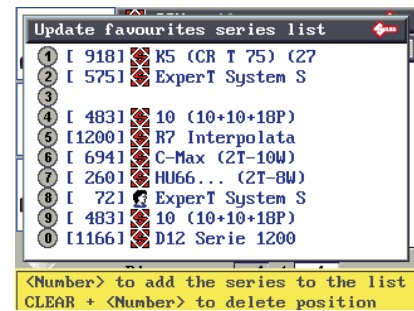 Update favourites series list
1 [ 918] K5 (CR T 75) (27
2 [ 575] ExperT System S
3
4 [ 483] 10 (10+10+18P)
5 [1200] R7 Interpolata
6 [ 694] C-Max (2T-10W)
7 [ 260] HU66... (2T-8W)
8 [ 72] ExperT System S
9 [ 483] 10 (10+10+18P)
0 [1166] D12 Serie 1200
<Number> to add the series to the list
CLEAR + <Number> to delete position